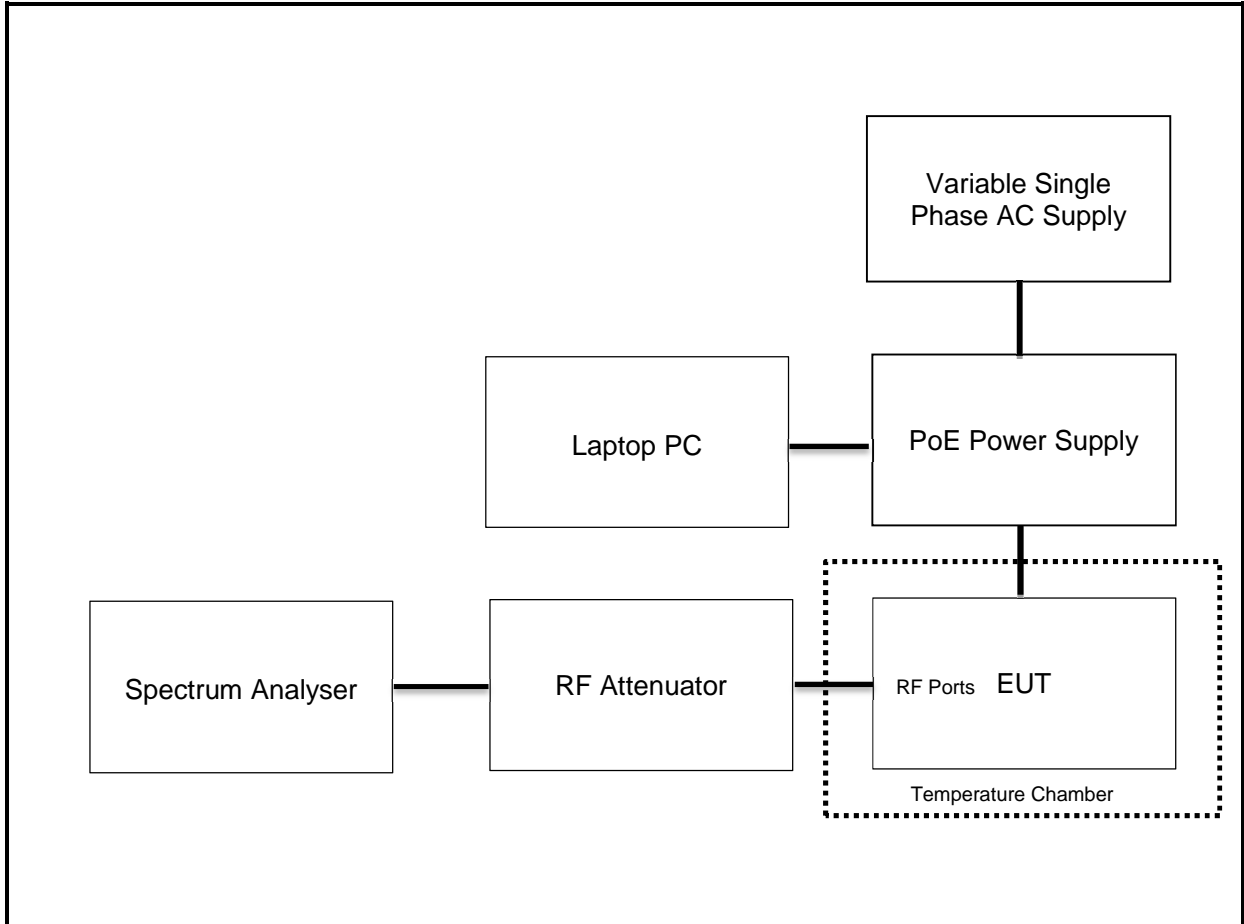 Variable Single
Phase AC Supply
Laptop PC
PoE Power Supply
Spectrum Analyser
RF Attenuator
RF Ports EUT
Temperature Chamber